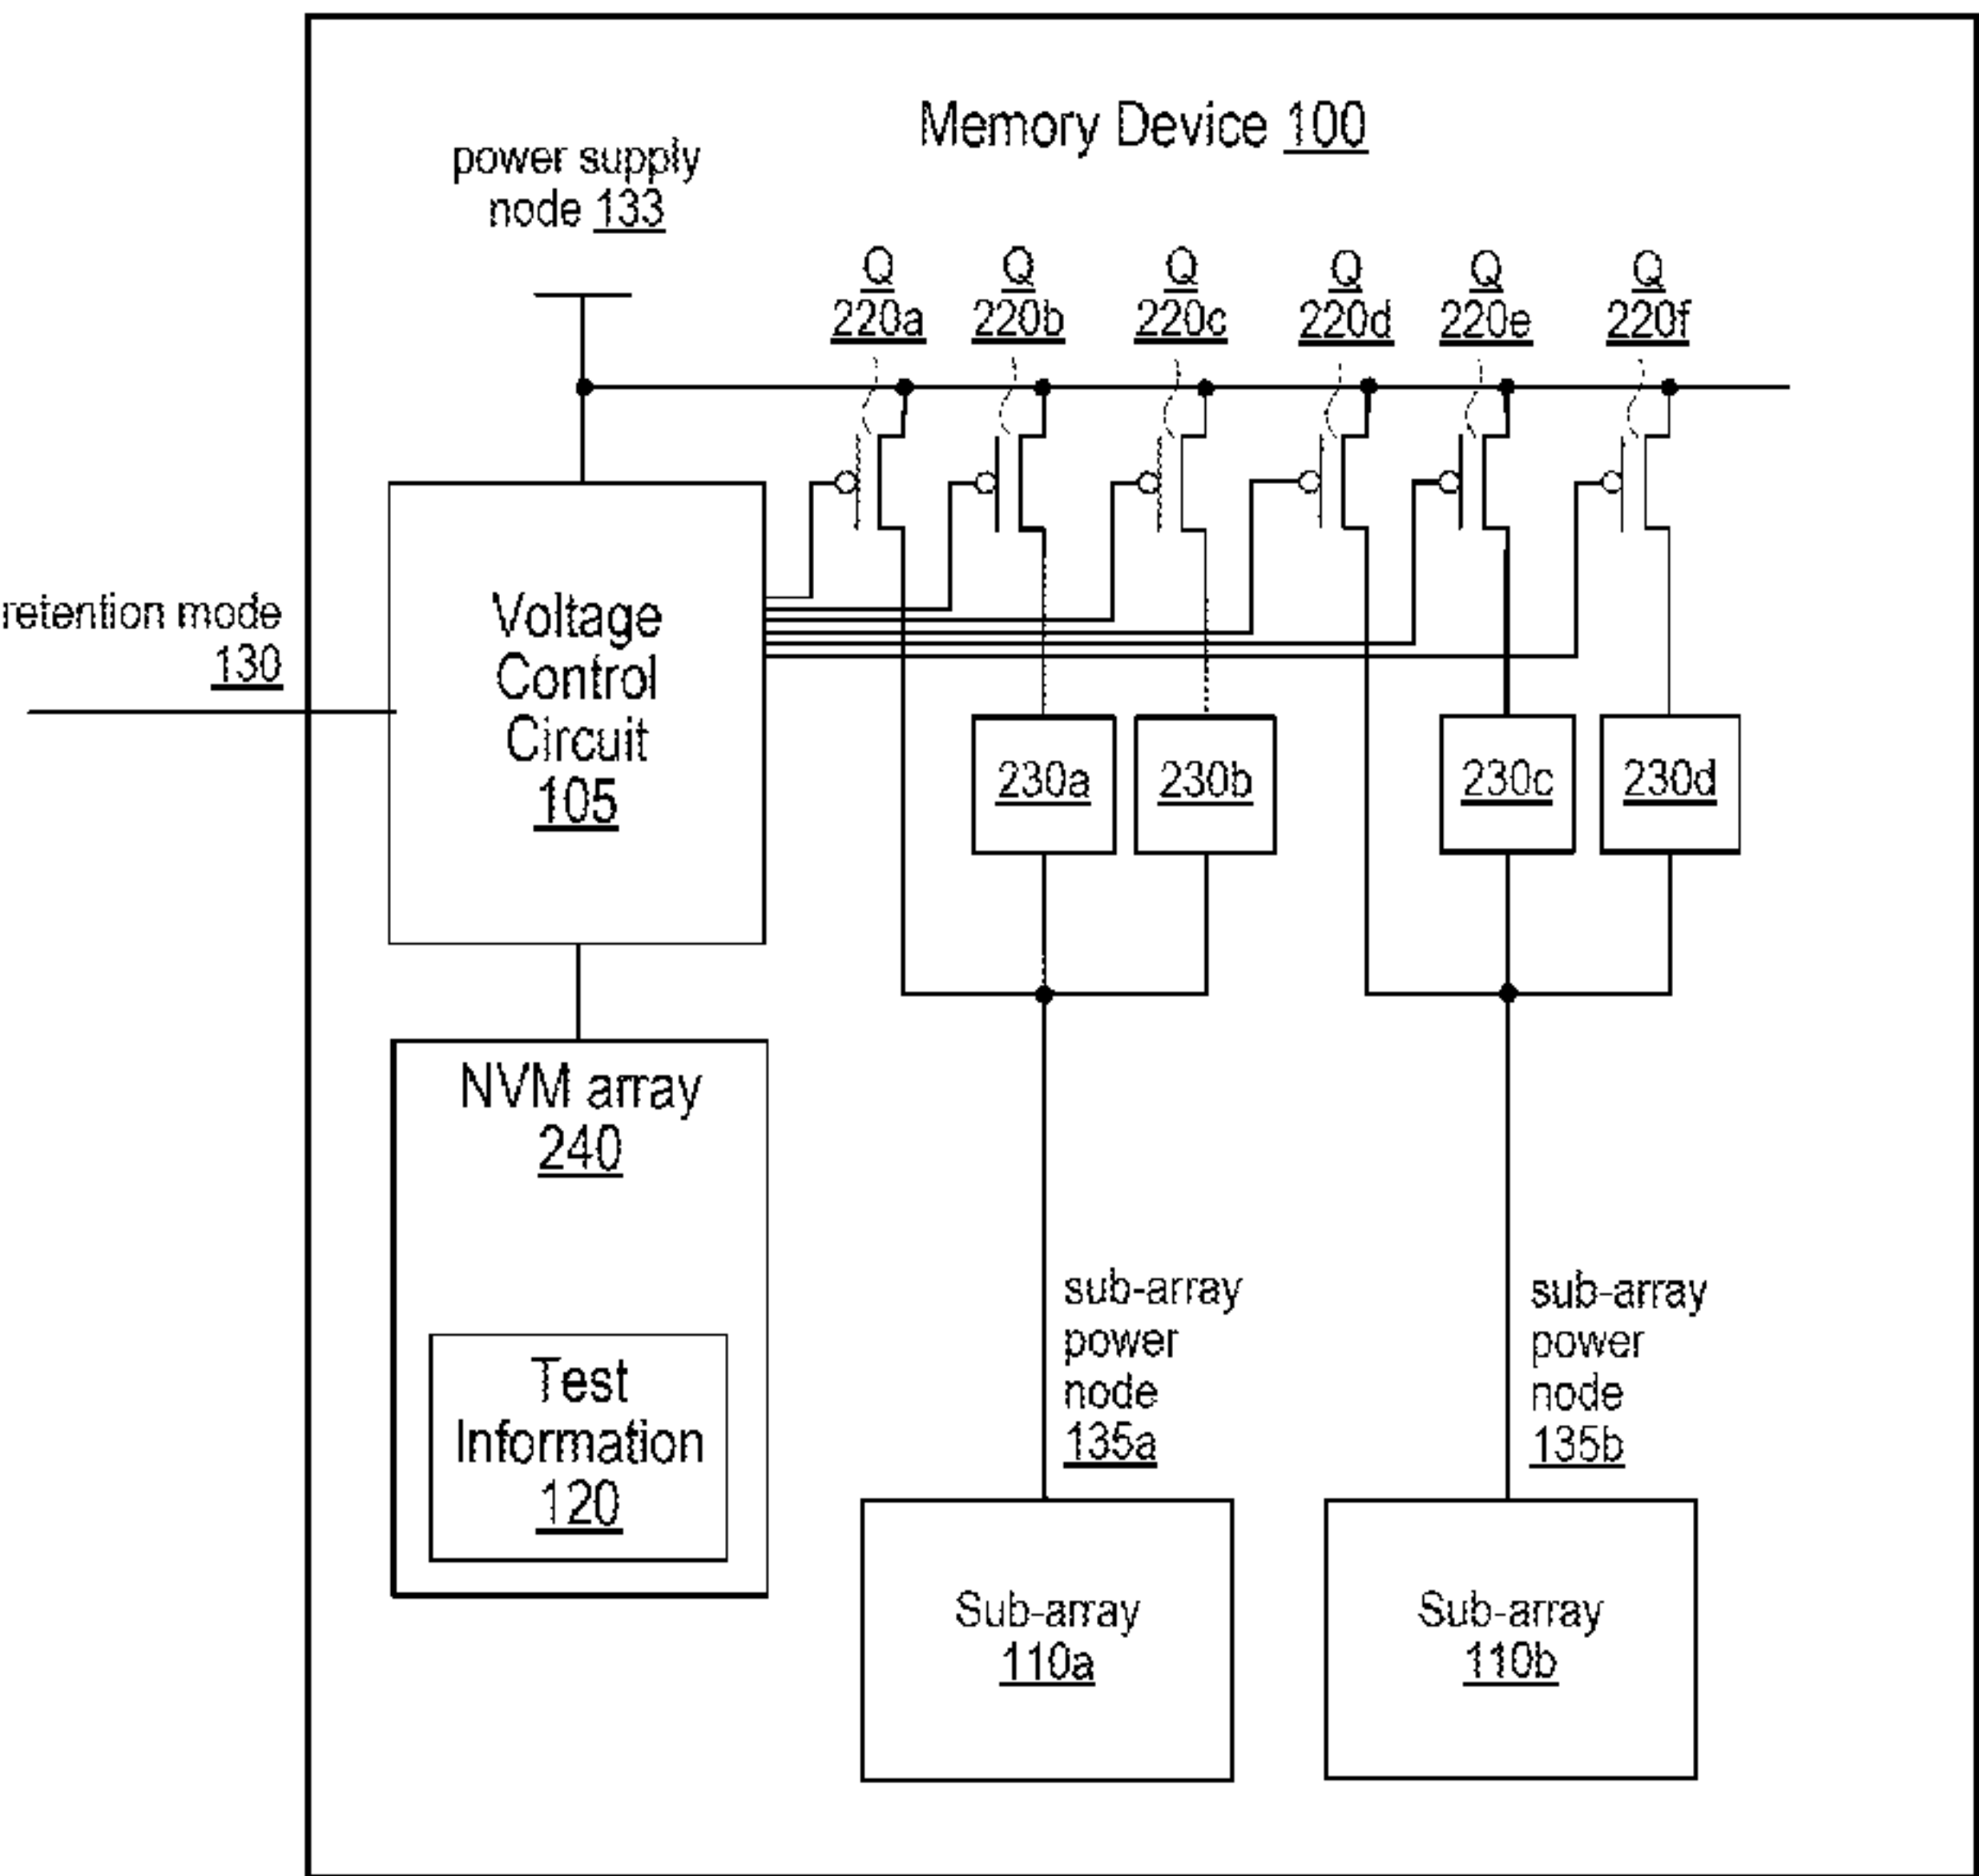 Memory Device 100
power supply
node 133
Q
220a
Q
220b
Q
220c
Q
220d
Q
220e
Q
220f
retention mode
130
Voltage
Control
Circuit
105
230a
230b
230c
230d
NVM array
240
Test
Information
120
sub-array
power
node
135a
sub-array
power
node
135b
Sub-array
110a
Sub-array
110b